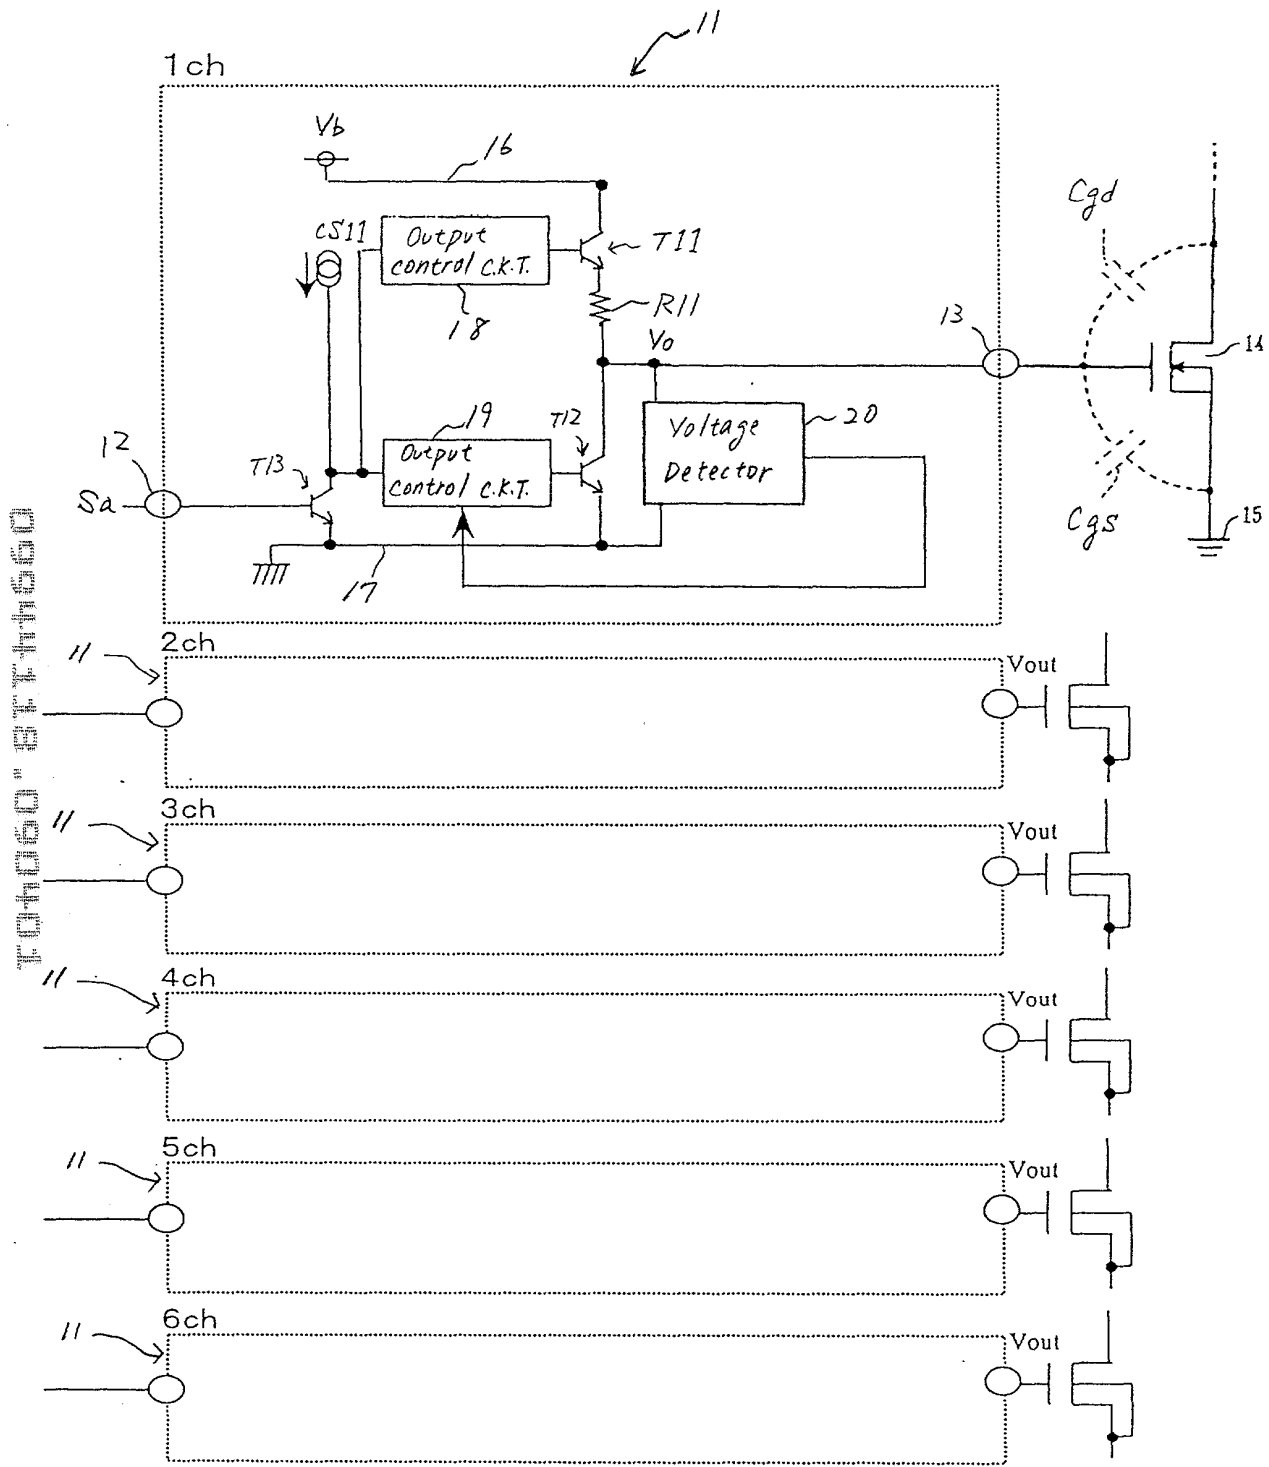 11
1ch
Vb
16
CS11
Output
control C.K.T.
T11
18
R11
Vo
13
Cgd
14
12
T13
19
Output
control C.K.T.
T12
Voltage
Detector
20
Sa
Cgs
15
17
2ch
11
Vout
3ch
11
Vout
4ch
11
Vout
5ch
11
Vout
6ch
11
Vout